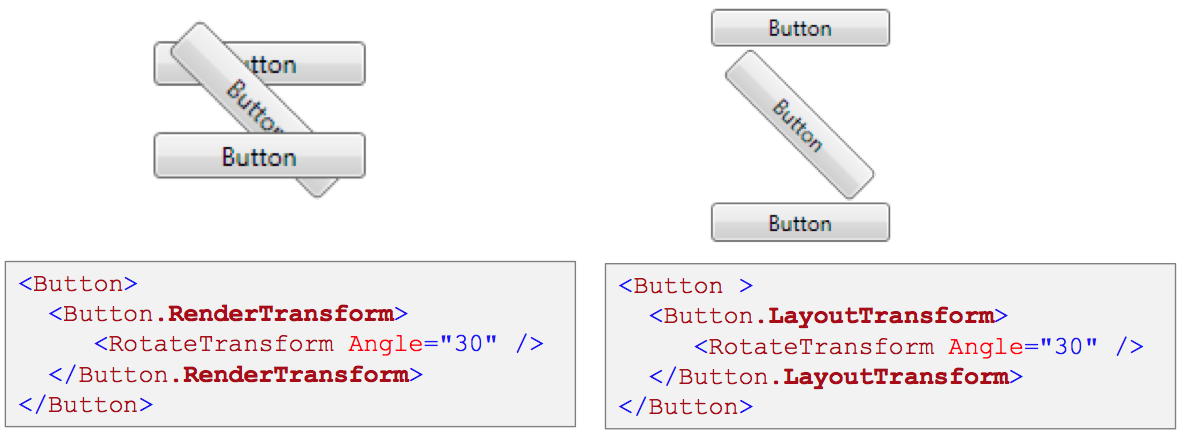 Button
Button
Button
Button
Button
Button
<Button>
<Button.RenderTransform>
<RotateTransform Angle="30" />
</Button.RenderTransform>
</Button>
<Button >
<Button.LayoutTransform>
<RotateTransform Angle="30" />
</Button.LayoutTransform>
</Button>